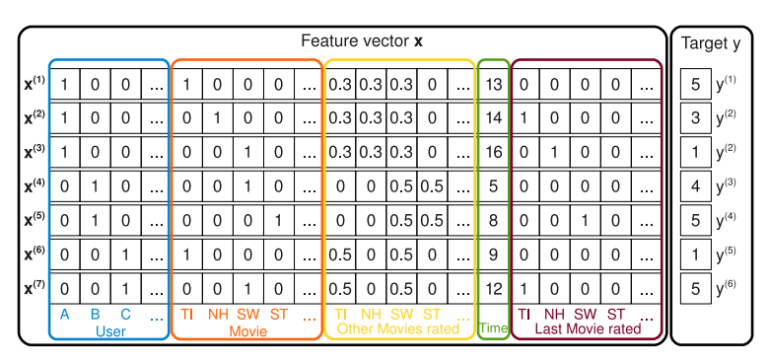 Feature vector x Target y
x(1) 1 0 0 ... 1 0 0 0 ... 0.3 0.3 0.3 0 ... 13 0 0 0 0 ... 5 y(1)
x(2) 1 0 0 ... 0 1 0 0 ... 0.3 0.3 0.3 0 ... 14 1 0 0 0 ... 3 y(2)
x(3) 1 0 0 ... 0 0 1 0 ... 0.3 0.3 0.3 0 ... 16 0 1 0 0 ... 1 y(2)
x(4) 0 1 0 ... 0 0 1 0 ... 0 0 0.5 0.5 ... 5 0 0 0 0 ... 4 y(3)
x(5) 0 1 0 ... 0 0 0 1 ... 0 0 0.5 0.5 ... 8 0 0 1 0 ... 5 y(4)
x(6) 0 0 1 ... 1 0 0 0 ... 0.5 0 0.5 0 ... 9 0 0 0 0 ... 1 y(5)
x(7) 0 0 1 ... 0 0 1 0 ... 0.5 0 0.5 0 ... 12 1 0 0 0 ... 5 y(6)
A B C ... TI NH SW ST ... TI NH SW ST ... TI NH SW ST ...
User Movie Other Movies rated Time Last Movie rated